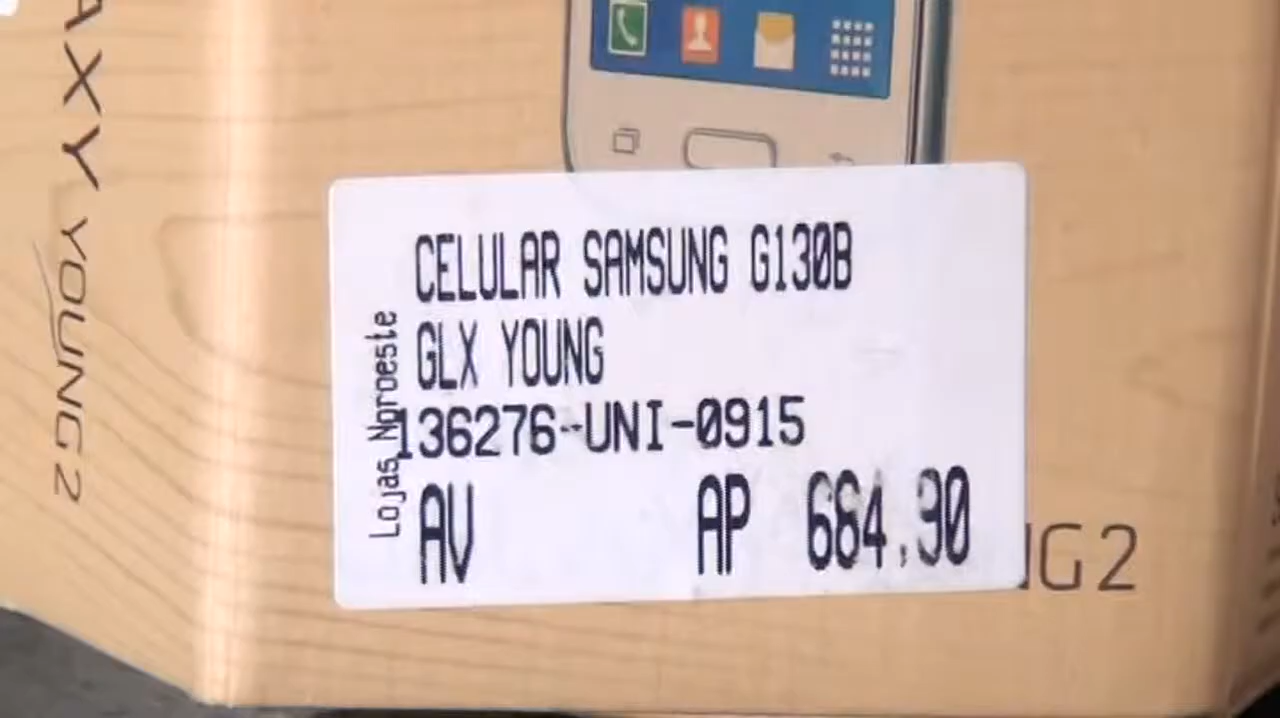 AXY YOUNG2
CELULAR SAMSUNG G130B
GLX YOUNG
136276-UNI-0915
AV AP 684,90
Lojas Noroeste
NG2